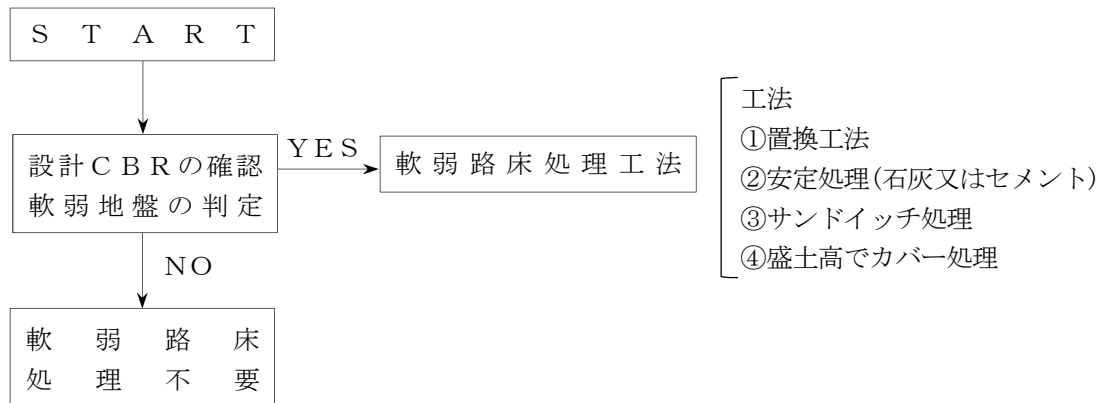 START
設計CBRの確認
軟弱地盤の判定
YES
軟弱路床処理工法
工法
①置換工法
②安定処理(石灰又はセメント)
③サンドイッチ処理
④盛土高でカバー処理
NO
軟弱路床
処理不要